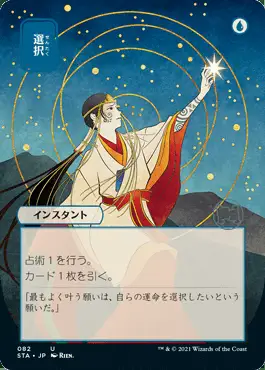 せんたく
選択
インスタント
占術1を行う。
カード1枚を引く。
「最もよく叶う願いは、自らの運命を選択したいという
願いだ。」
082 U
STA • JP RIEN.
™ & © 2021 Wizards of the Coast